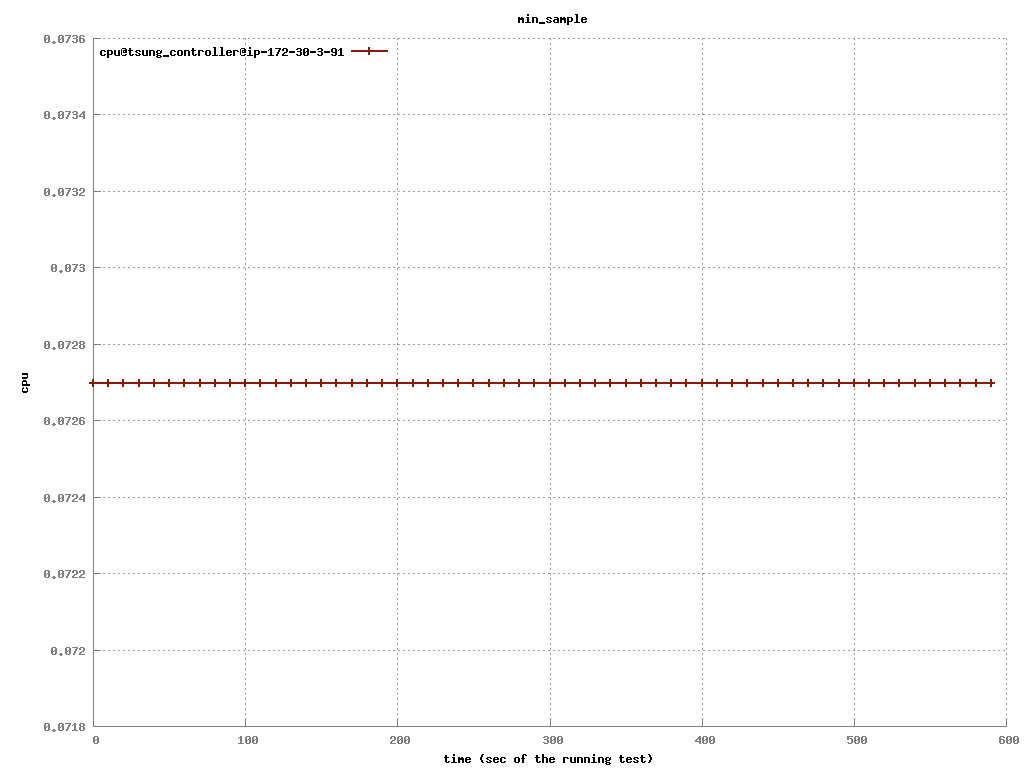 min_sample
0.0736
cpu@tsung_controller@ip-172-30-3-91
0.0734
0.0732
0.073
0.0728
cpu
0.0726
0.0724
0.0722
0.072
0.0718
0 100 200 300 400 500 600
time (sec of the running test)